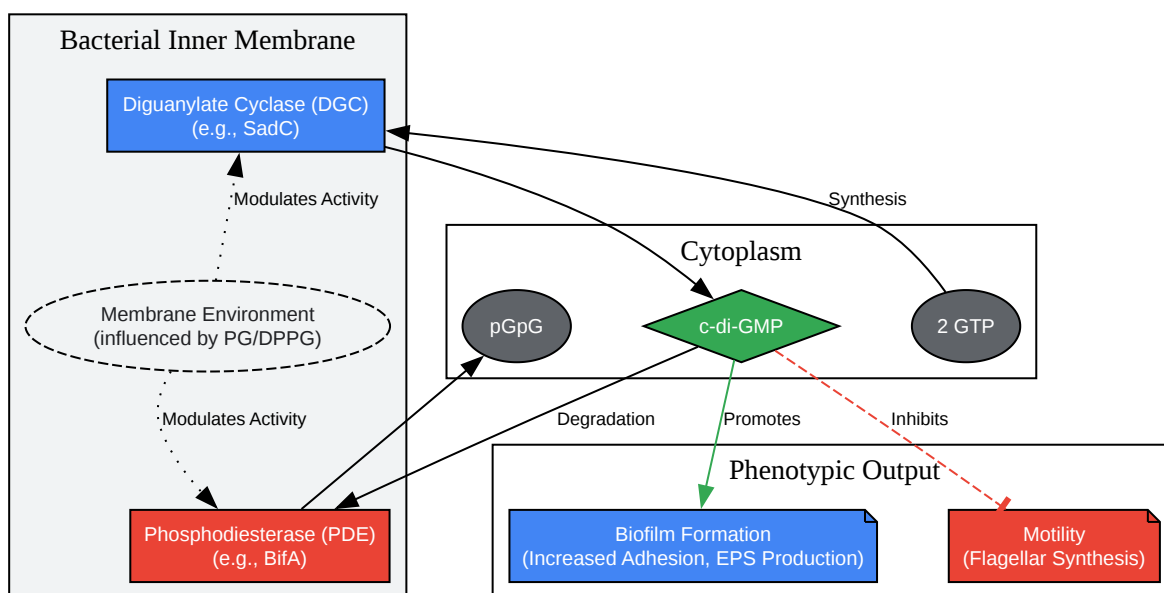 Bacterial Inner Membrane
Diguanylate Cyclase (DGC)
(e.g., SadC)
Modulates Activity
Synthesis
Cytoplasm
Membrane Environment
(influenced by PG/DPPG)
pGpG
c-di-GMP
2 GTP
Modulates Activity
Degradation
Promotes
Inhibits
Phenotypic Output
Phosphodiesterase (PDE)
(e.g., BifA)
Biofilm Formation
(Increased Adhesion, EPS Production)
Motility
(Flagellar Synthesis)